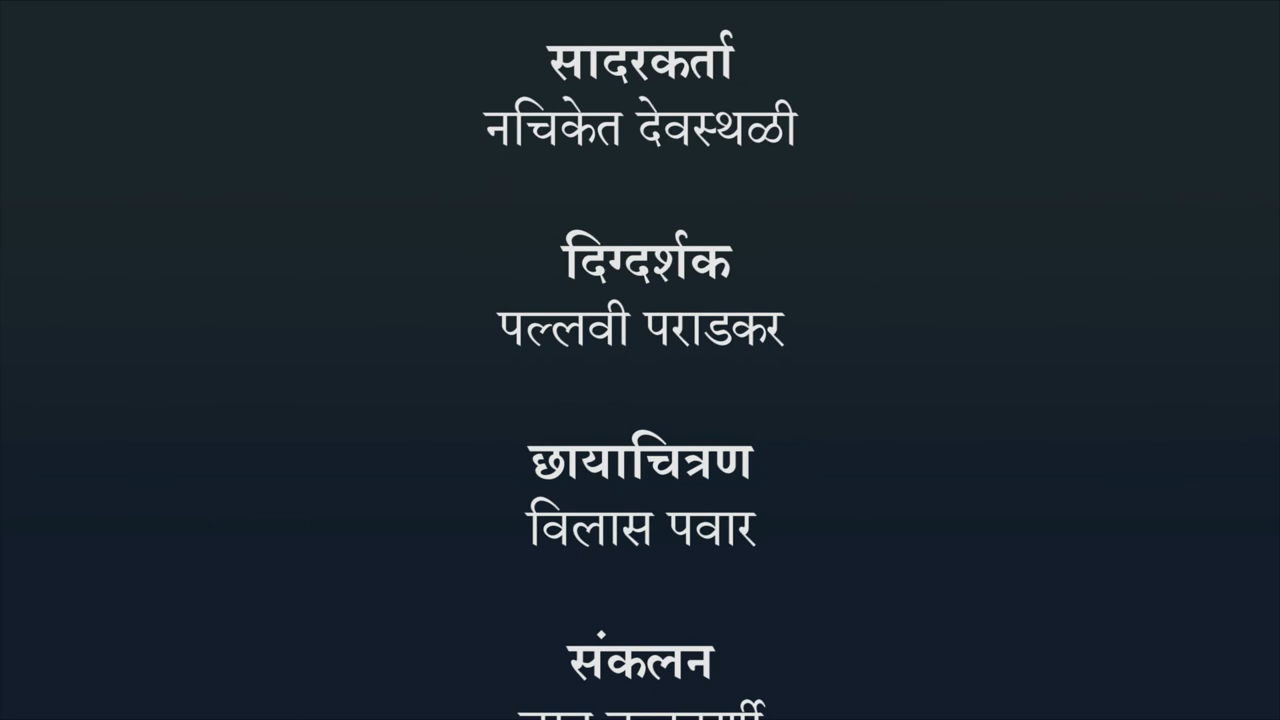 सादरकर्ता
नचिकेत देवस्थळी
दिग्दर्शक
पल्लवी पराडकर
छायाचित्रण
विलास पवार
संकलन